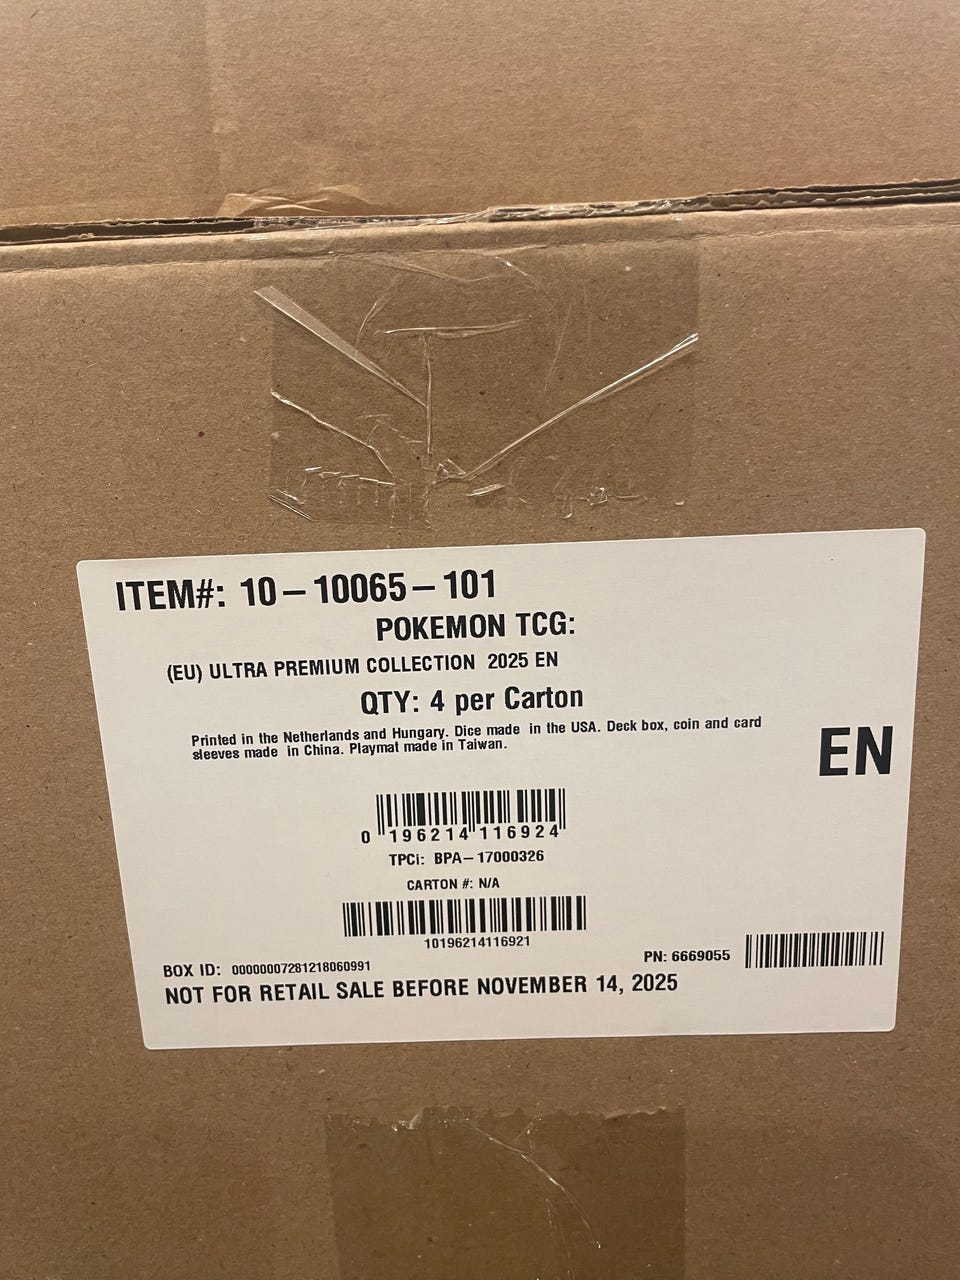 ITEM#: 10-10065-101
POKEMON TCG:
(EU) ULTRA PREMIUM COLLECTION 2025 EN
QTY: 4 per Carton
Printed in the Netherlands and Hungary. Dice made in the USA. Deck box, coin and card
sleeves made in China. Playmat made in Taiwan.
EN
0 196214 116924
TPCi: BPA-17000326
CARTON #: N/A
10196214116921
PN: 6669055
BOX ID: 00000007281218060991
NOT FOR RETAIL SALE BEFORE NOVEMBER 14, 2025